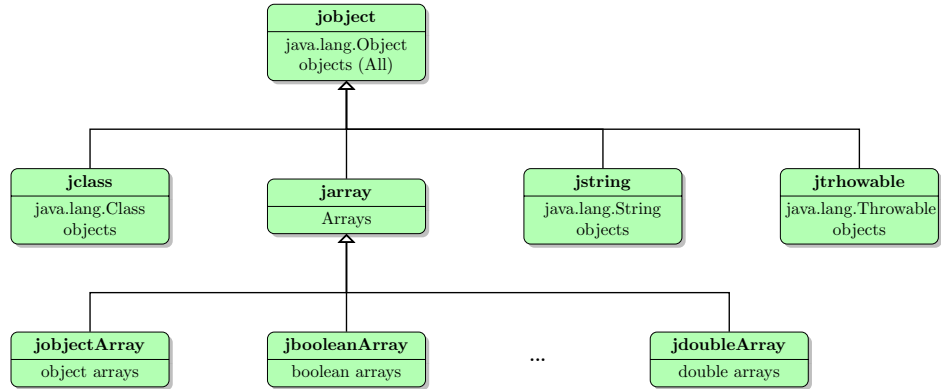 jobject
java.lang.Object
objects (All)
jclass
java.lang.Class
objects
jarray
Arrays
jstring
java.lang.String
objects
jtrhowable
java.lang.Throwable
objects
jobjectArray
object arrays
jbooleanArray
boolean arrays
...
jdoubleArray
double arrays